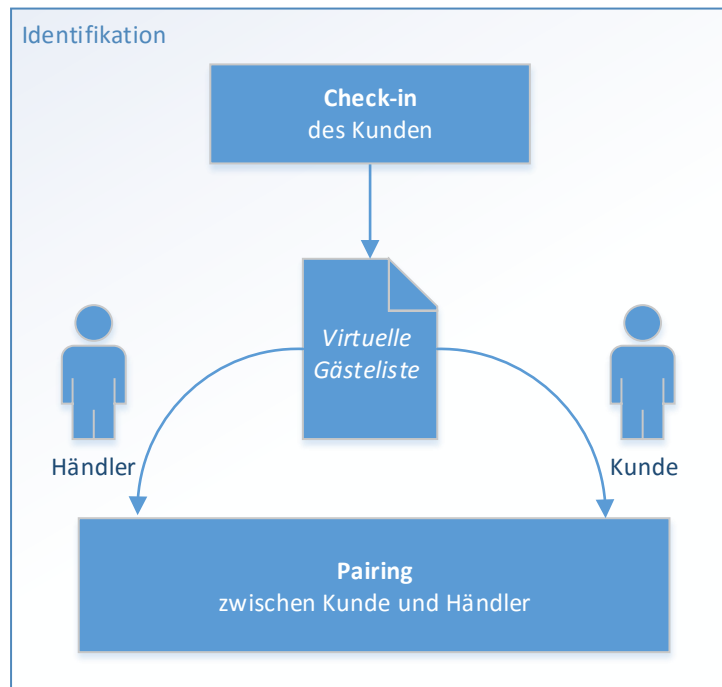 Identifikation
Check-in
des Kunden
Virtuelle
Gästeliste
Händler
Kunde
Pairing
zwischen Kunde und Händler